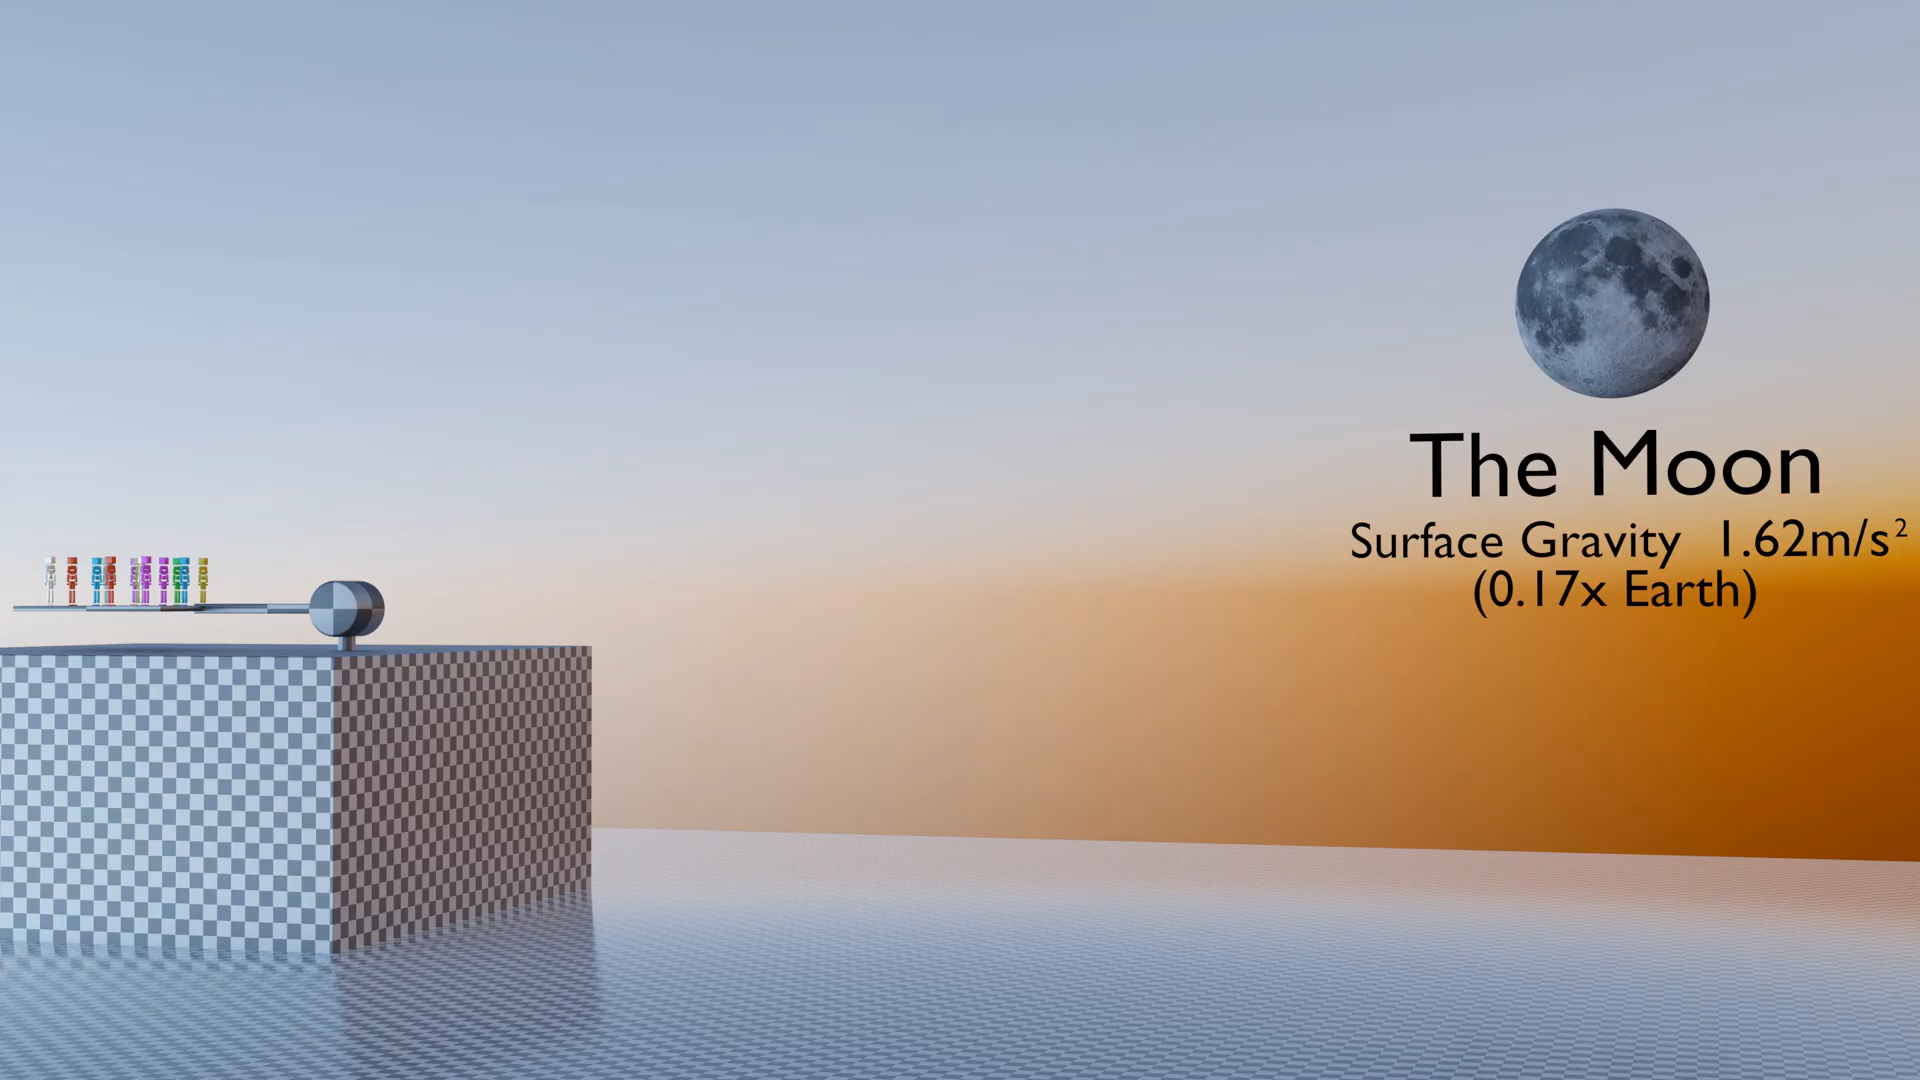 The Moon
Surface Gravity 1.62m/s²
(0.17x Earth)